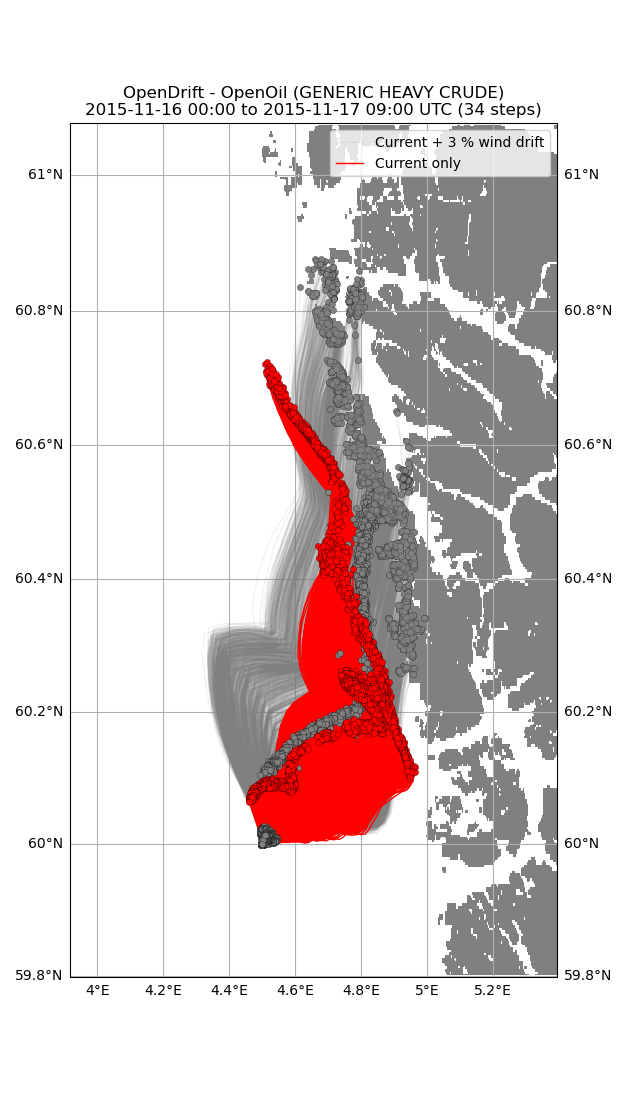 OpenDrift - OpenOil (GENERIC HEAVY CRUDE)
2015-11-16 00:00 to 2015-11-17 09:00 UTC (34 steps)
Current + 3 % wind drift
Current only
61°N 61°N
60.8°N 60.8°N
60.6°N 60.6°N
60.4°N 60.4°N
60.2°N 60.2°N
60°N 60°N
59.8°N 59.8°N
4°E 4.2°E 4.4°E 4.6°E 4.8°E 5°E 5.2°E